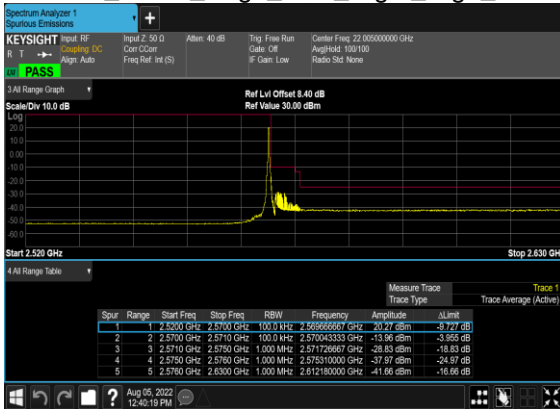 Spectrum Analyzer 1
Spurious Emissions
+
KEYSIGHT Input: RF Input Z: 50 Ω Atten: 40 dB Trig: Free Run Center Freq: 22.005000000 GHz
R T Coupling: DC Corr CCorr Gate: Off Avg|Hold: 100/100
Align: Auto Freq Ref: Int (S) IF Gain: Low Radio Std: None
PASS
3 All Range Graph Ref Lvl Offset 8.40 dB
Scale/Div 10.0 dB Ref Value 30.00 dBm
Log
20.0
10.0
0.00
-10.0
-20.0
-30.0
-40.0
-50.0
-60.0
Start 2.520 GHz Stop 2.630 GH
4 All Range Table
Measure Trace Trace 1
Trace Type Trace Average (Active)
Spur Range Start Freq Stop Freq RBW Frequency Amplitude ΔLimit
1 1 2.5200 GHz 2.5700 GHz 100.0 kHz 2.569666667 GHz 20.27 dBm -9.727 dB
2 2 2.5700 GHz 2.5710 GHz 100.0 kHz 2.570043333 GHz -13.96 dBm -3.955 dB
3 3 2.5710 GHz 2.5750 GHz 1.000 MHz 2.571726667 GHz -28.83 dBm -18.83 dB
4 4 2.5750 GHz 2.5760 GHz 1.000 MHz 2.575310000 GHz -37.97 dBm -24.97 dB
5 5 2.5760 GHz 2.6300 GHz 1.000 MHz 2.612180000 GHz -41.66 dBm -16.66 dB
? Aug 05, 2022
12:40:19 PM